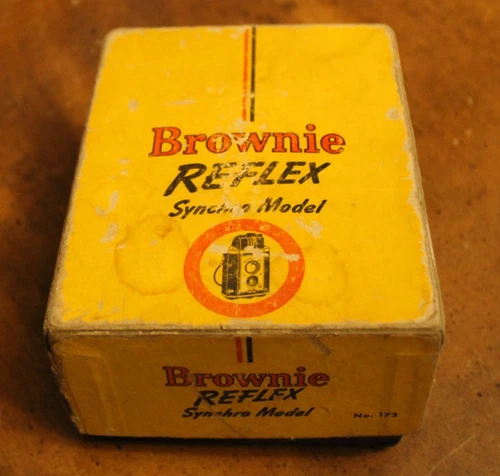 Brownie
REFLEX
Synchro Model
Brownie
REFLEX
Synchro Model
No. 173